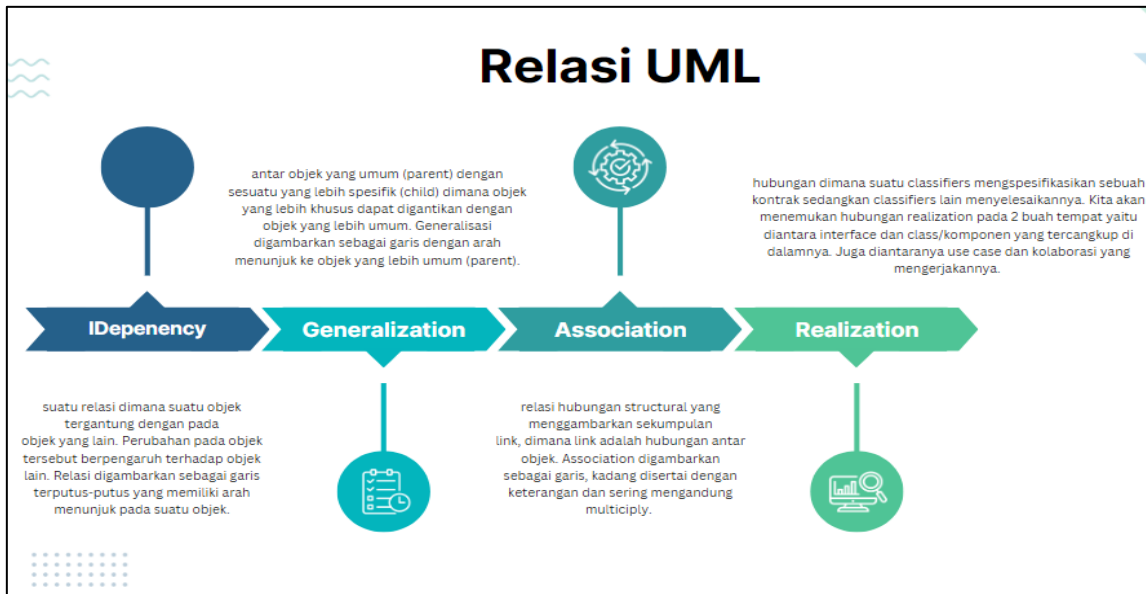 Relasi UML
antar objek yang umum (parent) dengan
sesuatu yang lebih spesifik (child) dimana objek
yang lebih khusus dapat digantikan dengan
objek yang lebih umum. Generalisasi
digambarkan sebagai garis dengan arah
menunjuk ke objek yang lebih umum (parent).
hubungan dimana suatu classifiers mengspesifikasikan sebuah
kontrak sedangkan classifiers lain menyelesaikannya. Kita akan
menemukan hubungan realization pada 2 buah tempat yaitu
diantara interface dan class/komponen yang tercangkup di
dalamnya. Juga diantaranya use case dan kolaborasi yang
mengerjakannya.
IDepenency
Generalization
Association
Realization
suatu relasi dimana suatu objek
tergantung dengan pada
objek yang lain. Perubahan pada objek
tersebut berpengaruh terhadap objek
lain. Relasi digambarkan sebagai garis
terputus-putus yang memiliki arah
menunjuk pada suatu objek.
relasi hubungan structural yang
menggambarkan sekumpulan
link, dimana link adalah hubungan antar
objek. Association digambarkan
sebagai garis, kadang disertai dengan
keterangan dan sering mengandung
multiciply.